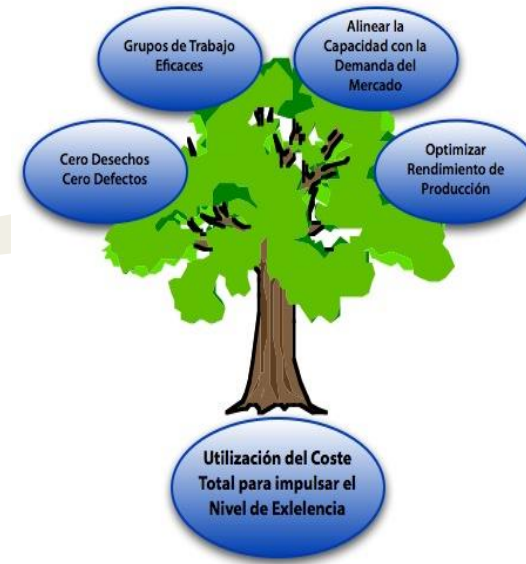 Grupos de Trabajo
Eficaces
Alinear la
Capacidad con la
Demanda del
Mercado
Cero Desechos
Cero Defectos
Optimizar
Rendimiento de
Producción
Utilización del Coste
Total para impulsar el
Nivel de Exlelencia